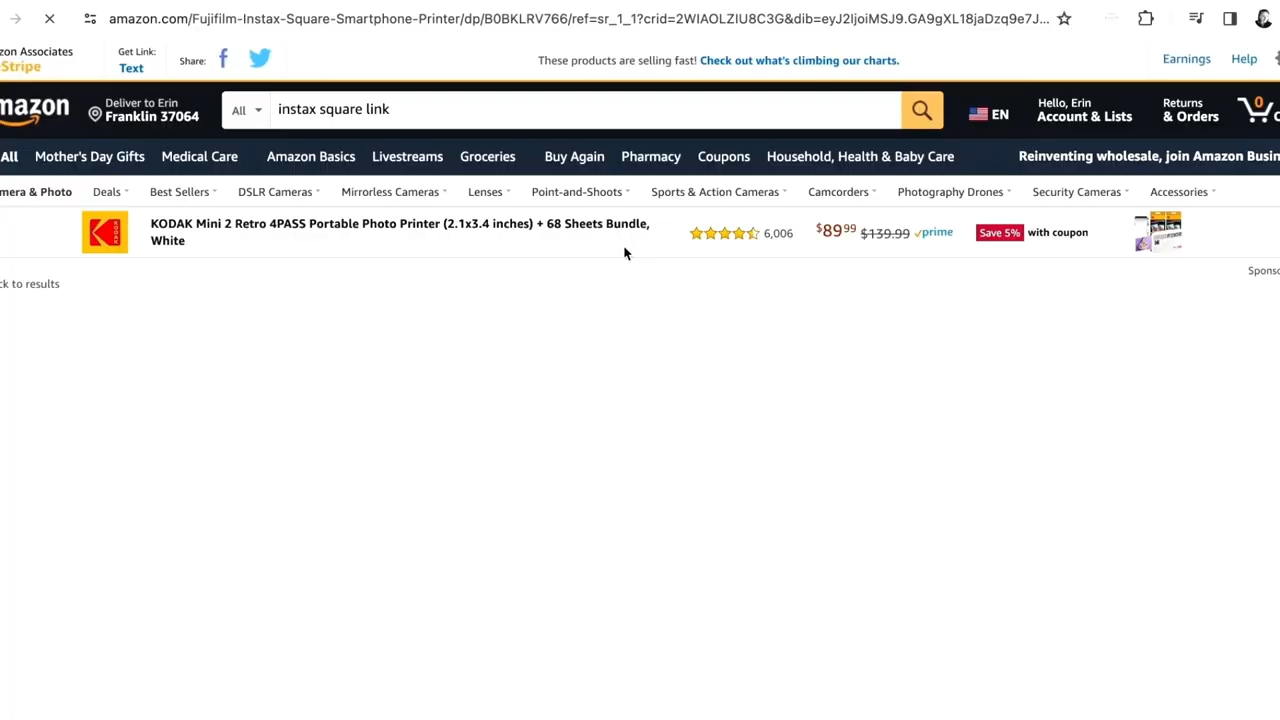 amazon.com/Fujifilm-Instax-Square-Smartphone-Printer/dp/B0BKLRV766/ref=sr_1_1?crid=2WIAOLZIU8C3G&dib=eyJ2IjoiMSJ9.GA9gXL18jaDzq9e7J...
zon Associates
Stripe
Get Link:
Text
Share:
These products are selling fast! Check out what's climbing our charts.
Earnings
Help
mazon
Deliver to Erin
Franklin 37064
All
instax square link
EN
Hello, Erin
Account & Lists
Returns
& Orders
0
C
All
Mother's Day Gifts
Medical Care
Amazon Basics
Livestreams
Groceries
Buy Again
Pharmacy
Coupons
Household, Health & Baby Care
Reinventing wholesale, join Amazon Busin
mera & Photo
Deals
Best Sellers
DSLR Cameras
Mirrorless Cameras
Lenses
Point-and-Shoots
Sports & Action Cameras
Camcorders
Photography Drones
Security Cameras
Accessories
KODAK Mini 2 Retro 4PASS Portable Photo Printer (2.1x3.4 inches) + 68 Sheets Bundle,
White
6,006
$8999 $139.99 prime
Save 5% with coupon
Sponso
ck to results